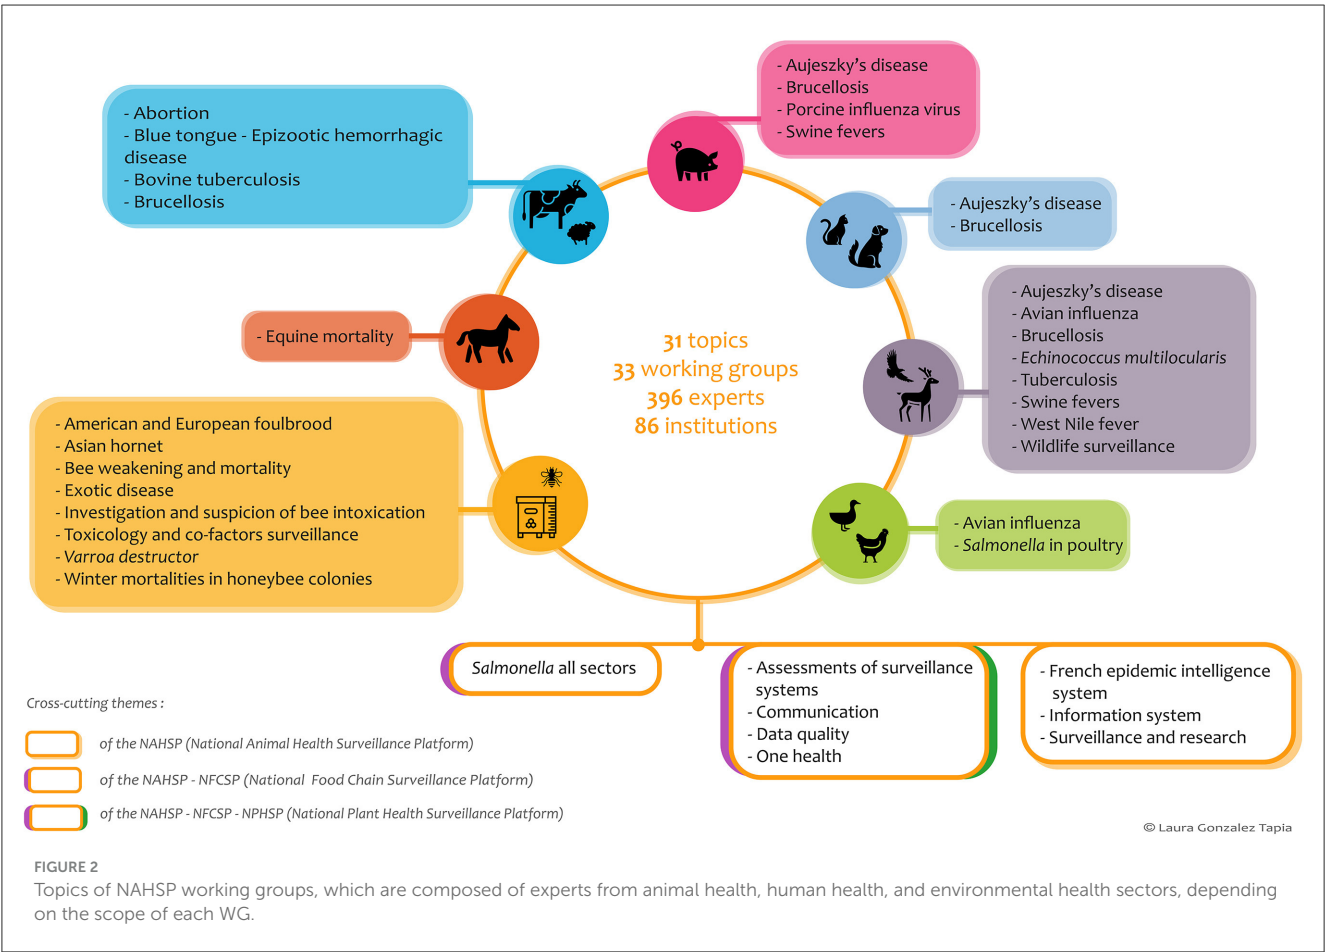 - Aujeszky's disease
- Brucellosis
- Porcine influenza virus
- Swine fevers
- Abortion
- Blue tongue - Epizootic hemorrhagic
disease
- Bovine tuberculosis
- Brucellosis
- Aujeszky's disease
- Brucellosis
- Equine mortality
31 topics
33 working groups
396 experts
86 institutions
- Aujeszky's disease
- Avian influenza
- Brucellosis
- Echinococcus multilocularis
- Tuberculosis
- Swine fevers
- West Nile fever
- Wildlife surveillance
- American and European foulbrood
- Asian hornet
- Bee weakening and mortality
- Exotic disease
- Investigation and suspicion of bee intoxication
- Toxicology and co-factors surveillance
- Varroa destructor
- Winter mortalities in honeybee colonies
- Avian influenza
- Salmonella in poultry
Salmonella all sectors
- Assessments of surveillance
systems
- Communication
- Data quality
- One health
- French epidemic intelligence
system
- Information system
- Surveillance and research
Cross-cutting themes :
of the NAHSP (National Animal Health Surveillance Platform)
of the NAHSP - NFCSP (National Food Chain Surveillance Platform)
of the NAHSP - NFCSP - NPHSP (National Plant Health Surveillance Platform)
© Laura Gonzalez Tapia
FIGURE 2
Topics of NAHSP working groups, which are composed of experts from animal health, human health, and environmental health sectors, depending
on the scope of each WG.